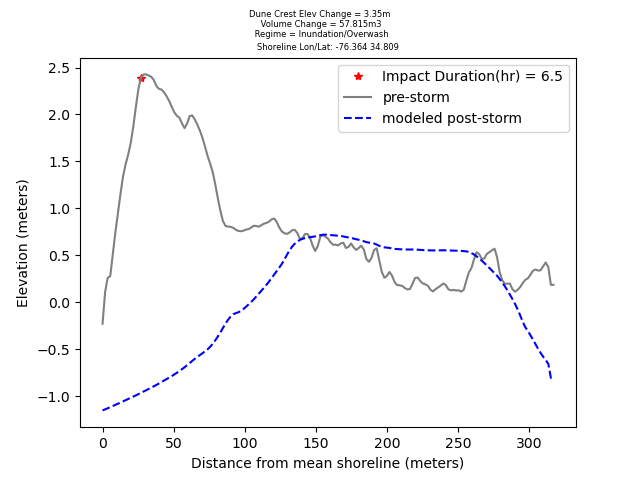 Dune Crest Elev Change = 3.35m
Volume Change = 57.815m3
Regime = Inundation/Overwash
Shoreline Lon/Lat: -76.364 34.809
Impact Duration(hr) = 6.5
pre-storm
modeled post-storm
Elevation (meters)
2.5
2.0
1.5
1.0
0.5
0.0
−0.5
−1.0
0 50 100 150 200 250 300
Distance from mean shoreline (meters)